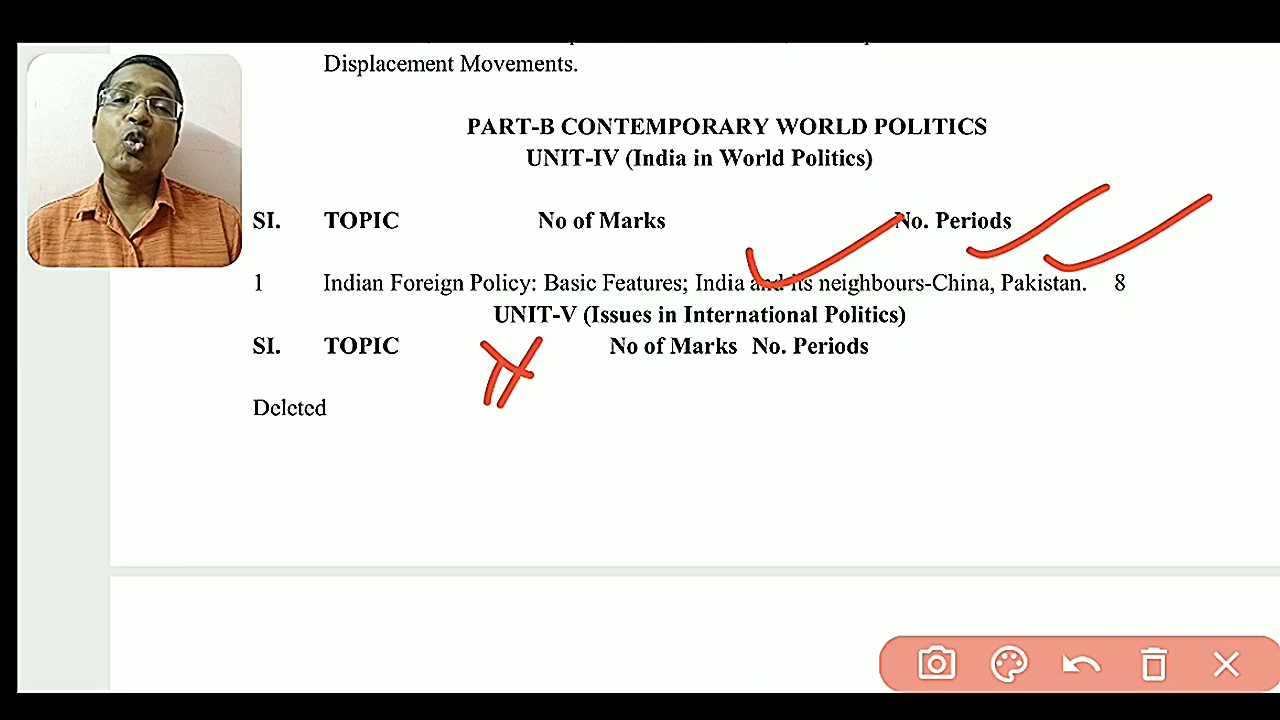 Displacement Movements.
PART-B CONTEMPORARY WORLD POLITICS
UNIT-IV (India in World Politics)
SI. TOPIC No of Marks No. Periods
1 Indian Foreign Policy: Basic Features; India and its neighbours-China, Pakistan. 8
UNIT-V (Issues in International Politics)
SI. TOPIC No of Marks No. Periods
Deleted